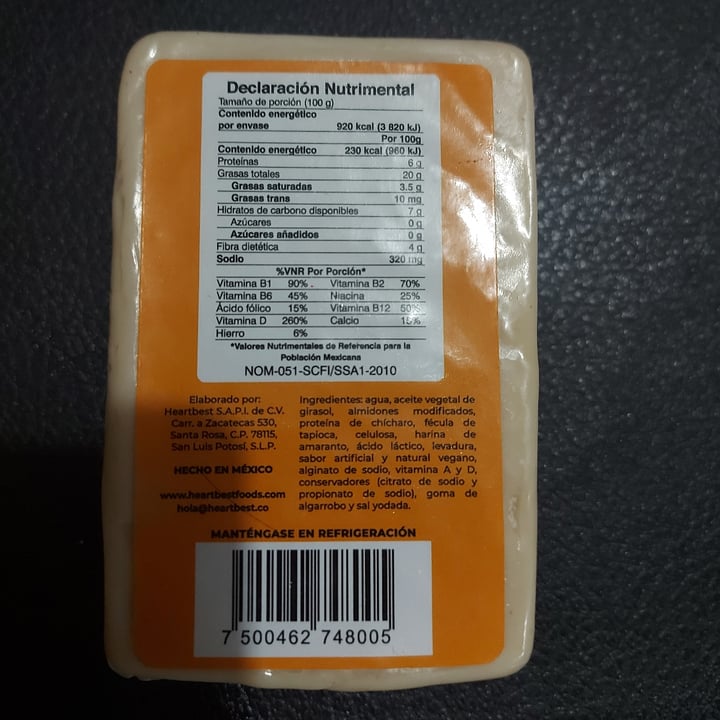 Declaración Nutrimental
Tamaño de porción (100 g)
Contenido energético
por envase 920 kcal (3 820 kJ)
Por 100g
Contenido energético 230 kcal (960 kJ)
Proteínas 6 g
Grasas totales 20 g
Grasas saturadas 3.5 g
Grasas trans 10 mg
Hidratos de carbono disponibles 7 g
Azúcares 0 g
Azúcares añadidos 0 g
Fibra dietética 4 g
Sodio 320 mg
%VNR Por Porción*
Vitamina B1 90% Vitamina B2 70%
Vitamina B6 45% Niacina 25%
Ácido fólico 15% Vitamina B12 50%
Vitamina D 260% Calcio 15%
Hierro 6%
*Valores Nutrimentales de Referencia para la
Población Mexicana
NOM-051-SCFI/SSA1-2010
Elaborado por:
Heartbest S.A.P.I. de C.V.
Carr. a Zacatecas 530,
Santa Rosa, C.P. 78115,
San Luis Potosí, S.L.P.
HECHO EN MÉXICO
www.heartbestfoods.com
hola@heartbest.co
Ingredientes: agua, aceite vegetal de
girasol, almidones modificados,
proteína de chícharo, fécula de
tapioca, celulosa, harina de
amaranto, ácido láctico, levadura,
sabor artificial y natural vegano,
alginato de sodio, vitamina A y D,
conservadores (citrato de sodio y
propionato de sodio), goma de
algarrobo y sal yodada.
MANTÉNGASE EN REFRIGERACIÓN
7 500462 748005